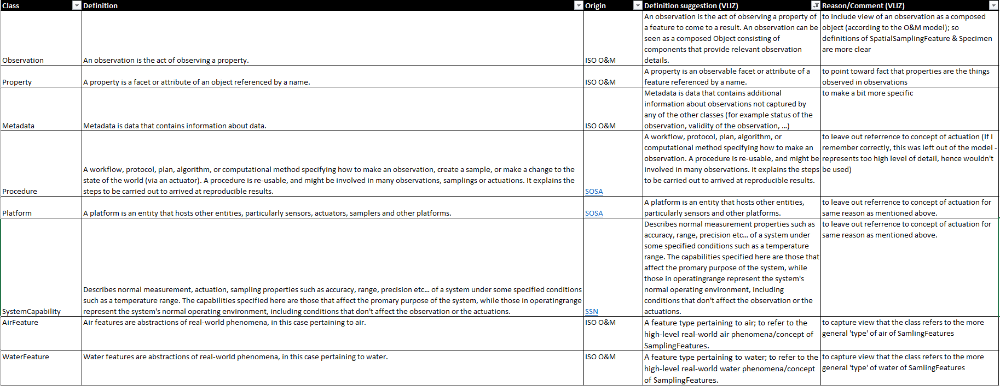 Class
Definition
Origin
Definition suggestion (VLIZ)
Reason/Comment (VLIZ)
Observation
An observation is the act of observing a property.
ISO O&M
An observation is the act of observing a property of
a feature to come to a result. An observation can be
seen as a composed Object consisting of
components that provide relevant observation
details.
to include view of an observation as a composed
object (according to the O&M model); so
definitions of SpatialSamplingFeature & Specimen
are more clear
Property
A property is a facet or attribute of an object referenced by a name.
ISO O&M
A property is an observable facet or attribute of a
feature referenced by a name.
to point toward fact that properties are the things
observed in observations
Metadata
Metadata is data that contains information about data.
ISO O&M
Metadata is data that contains additional
information about observations not captured by
any of the other classes (for example status of the
observation, validity of the observation, ...)
to make a bit more specific
Procedure
A workflow, protocol, plan, algorithm, or computational method specifying how to make an observation, create a sample, or make a change to the
state of the world (via an actuator). A procedure is re-usable, and might be involved in many observations, samplings or actuations. It explains the
steps to be carried out to arrived at reproducible results.
SOSA
A workflow, protocol, plan, algorithm, or
computational method specifying how to make an
observation. A procedure is re-usable, and might be
involved in many observations. It explains the steps
to be carried out to arrived at reproducible results.
to leave out referrence to concept of actuation (If I
remember correctly, this was left out of the model -
represents too high level of detail, hence wouldn't
be used)
Platform
A platform is an entity that hosts other entities, particularly sensors, actuators, samplers and other platforms.
SOSA
A platform is an entity that hosts other entities,
particularly sensors and other platforms.
to leave out referrence to concept of actuation for
same reason as mentioned above.
SystemCapability
Describes normal measurement, actuation, sampling properties such as accuracy, range, precision etc... of a system under some specified conditions
such as a temperature range. The capabilities specified here are those that affect the promary purpose of the system, while those in operatingrange
represent the system's normal operating environment, including conditions that don't affect the observation or the actuations.
SSN
Describes normal measurement properties such as
accuracy, range, precision etc... of a system under
some specified conditions such as a temperature
range. The capabilities specified here are those that
affect the promary purpose of the system, while
those in operatingrange represent the system's
normal operating environment, including
conditions that don't affect the observation or the
actuations.
to leave out referrence to concept of actuation for
same reason as mentioned above.
AirFeature
Air features are abstractions of real-world phenomena, in this case pertaining to air.
ISO O&M
A feature type pertaining to air; to refer to the
high-level real-world air phenomena/concept of
SamplingFeatures.
to capture view that the class refers to the more
general 'type' of air of SamlingFeatures
WaterFeature
Water features are abstractions of real-world phenomena, in this case pertaining to water.
ISO O&M
A feature type pertaining to water; to refer to the
high-level real-world water phenomena/concept
of SamplingFeatures.
to capture view that the class refers to the more
general 'type' of water of SamlingFeatures